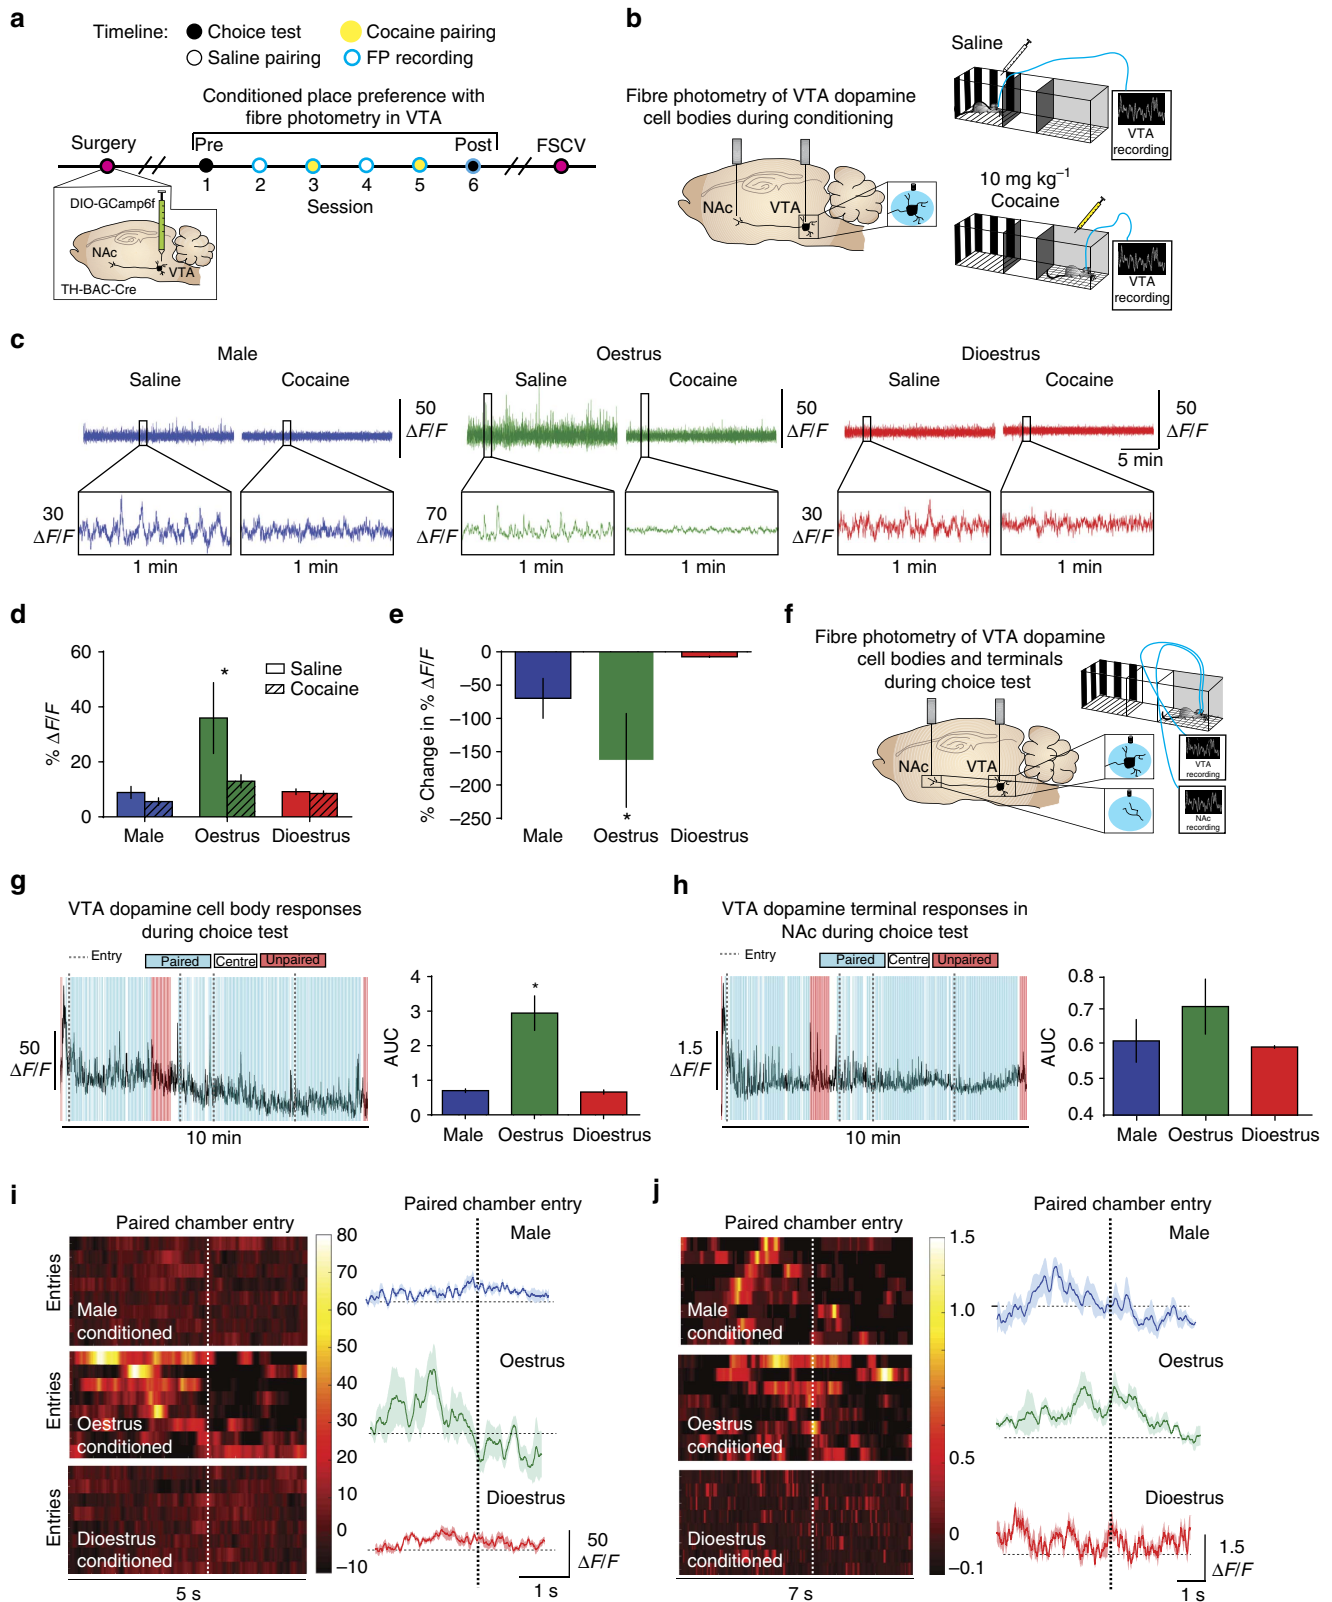 a
Timeline: Choice test Cocaine pairing
Saline pairing FP recording
Conditioned place preference with
fibre photometry in VTA
Surgery Pre Post FSCV
1 2 3 4 5 6
Session
DIO-GCamp6f
NAc
VTA
TH-BAC-Cre
b
Fibre photometry of VTA dopamine
cell bodies during conditioning
NAc VTA
Saline
VTA
recording
10 mg kg⁻¹
Cocaine
VTA
recording
c
Male Oestrus Dioestrus
Saline Cocaine Saline Cocaine Saline Cocaine
50
ΔF/F
50
ΔF/F
50
ΔF/F
5 min
30
ΔF/F
70
ΔF/F
30
ΔF/F
1 min 1 min 1 min 1 min 1 min 1 min
d
% ΔF/F
60
40
20
0
*
Saline
Cocaine
Male Oestrus Dioestrus
e
% Change in % ΔF/F
0
−50
−100
−150
−200
−250
*
Male Oestrus Dioestrus
f
Fibre photometry of VTA dopamine
cell bodies and terminals
during choice test
NAc VTA
VTA
recording
NAc
recording
g
VTA dopamine cell body responses
during choice test
Entry Paired Centre Unpaired
50
ΔF/F
10 min
AUC
4
3
2
1
0
*
Male Oestrus Dioestrus
h
VTA dopamine terminal responses in
NAc during choice test
Entry Paired Centre Unpaired
1.5
ΔF/F
10 min
AUC
0.8
0.7
0.6
0.5
0.4
Male Oestrus Dioestrus
i
Paired chamber entry
Entries
Male
conditioned
Entries
Oestrus
conditioned
Entries
Dioestrus
conditioned
5 s
80
70
60
50
40
30
20
10
0
−10
Paired chamber entry
Male
Oestrus
Dioestrus
50
ΔF/F
1 s
j
Paired chamber entry
Male
conditioned
Oestrus
conditioned
Dioestrus
conditioned
7 s
1.5
1.0
0.5
0
−0.1
Paired chamber entry
Male
Oestrus
Dioestrus
1.5
ΔF/F
1 s